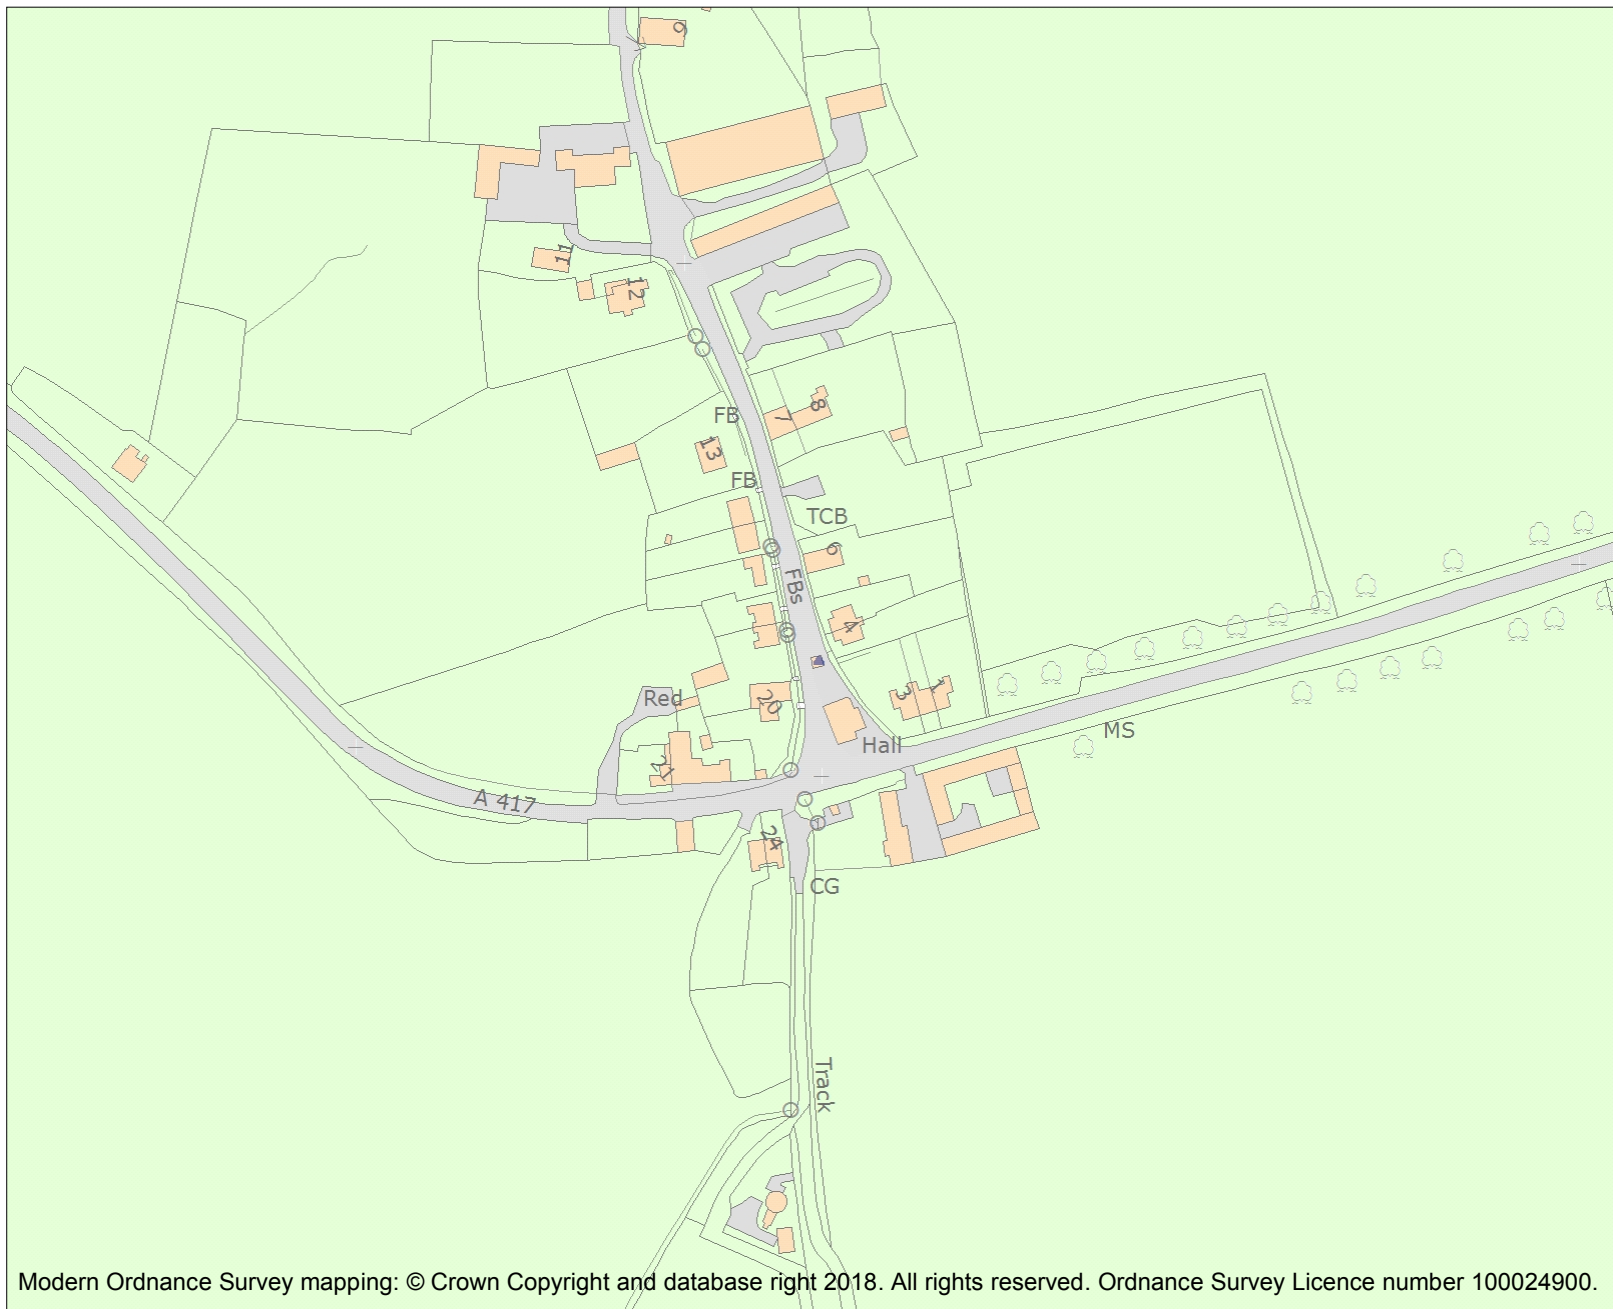 9
11
12
FB
7
8
13
FB
TCB
6
FBs
4
Red
20
3
1
MS
Hall
21
A 417
24
CG
Track
Modern Ordnance Survey mapping: © Crown Copyright and database right 2018. All rights reserved. Ordnance Survey Licence number 100024900.